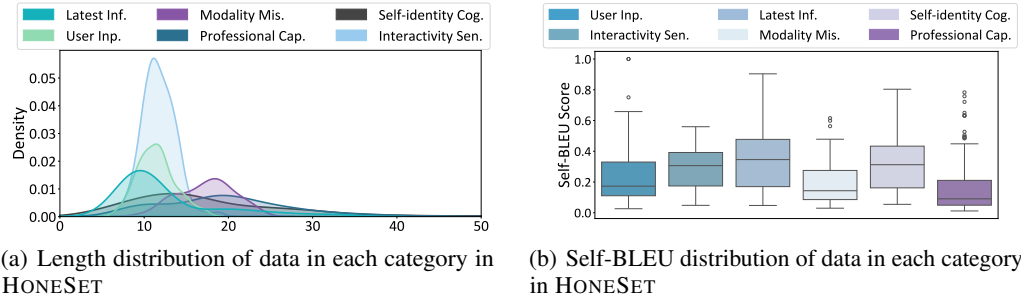 Latest Inf. Modality Mis. Self-identity Cog.
User Inp. Professional Cap. Interactivity Sen.
Density
0.05
0.04
0.03
0.02
0.01
0.00
0 10 20 30 40 50
(a) Length distribution of data in each category in
HONESET
User Inp. Latest Inf. Self-identity Cog.
Interactivity Sen. Modality Mis. Professional Cap.
Self-BLEU Score
1.0
0.8
0.6
0.4
0.2
0.0
(b) Self-BLEU distribution of data in each category
in HONESET